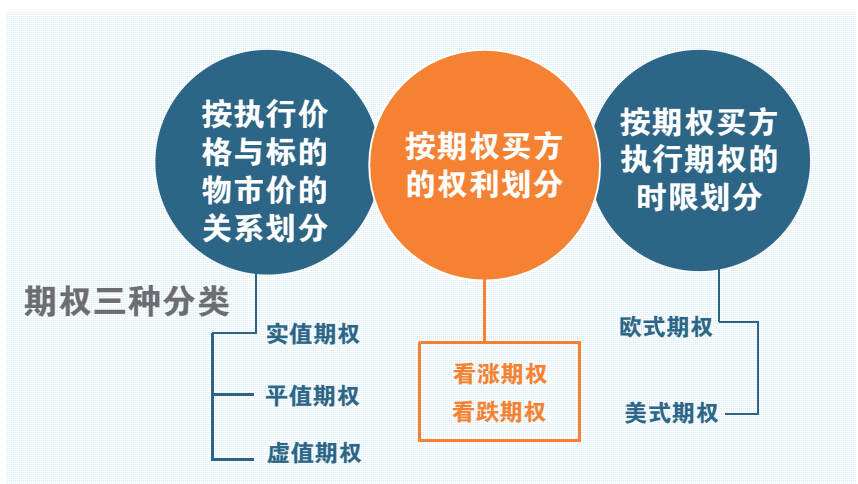 按执行价
格与标的
物市价的
关系划分
按期权买方
的权利划分
按期权买方
执行期权的
时限划分
期权三种分类
实值期权
平值期权
虚值期权
看涨期权
看跌期权
欧式期权
美式期权